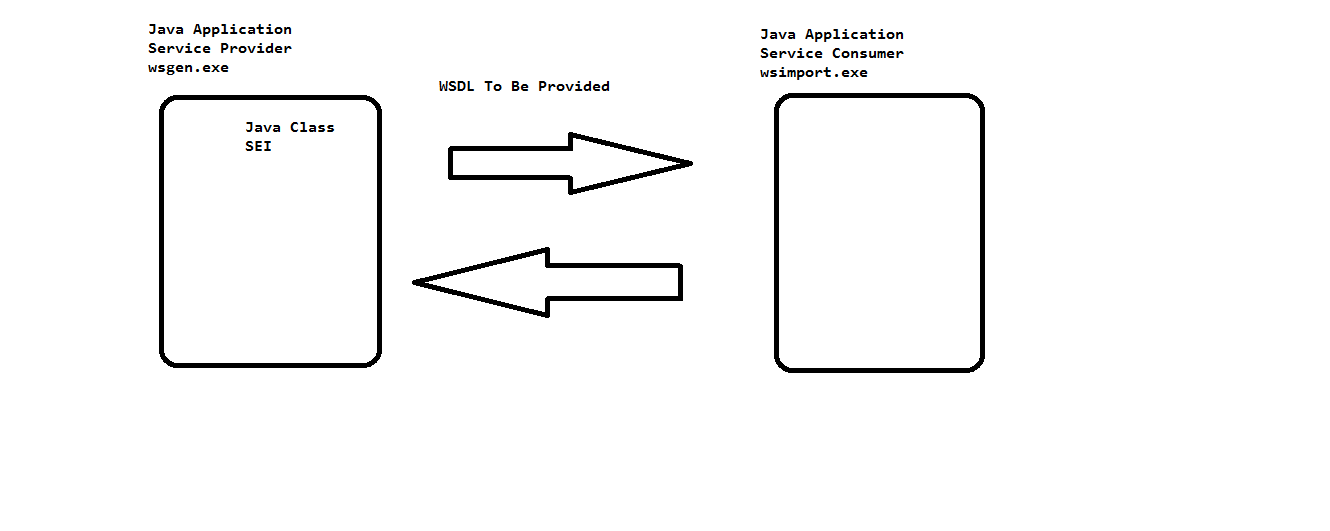 Java Application
Service Provider
wsgen.exe
WSDL To Be Provided
Java Application
Service Consumer
wsimport.exe
Java Class
SEI